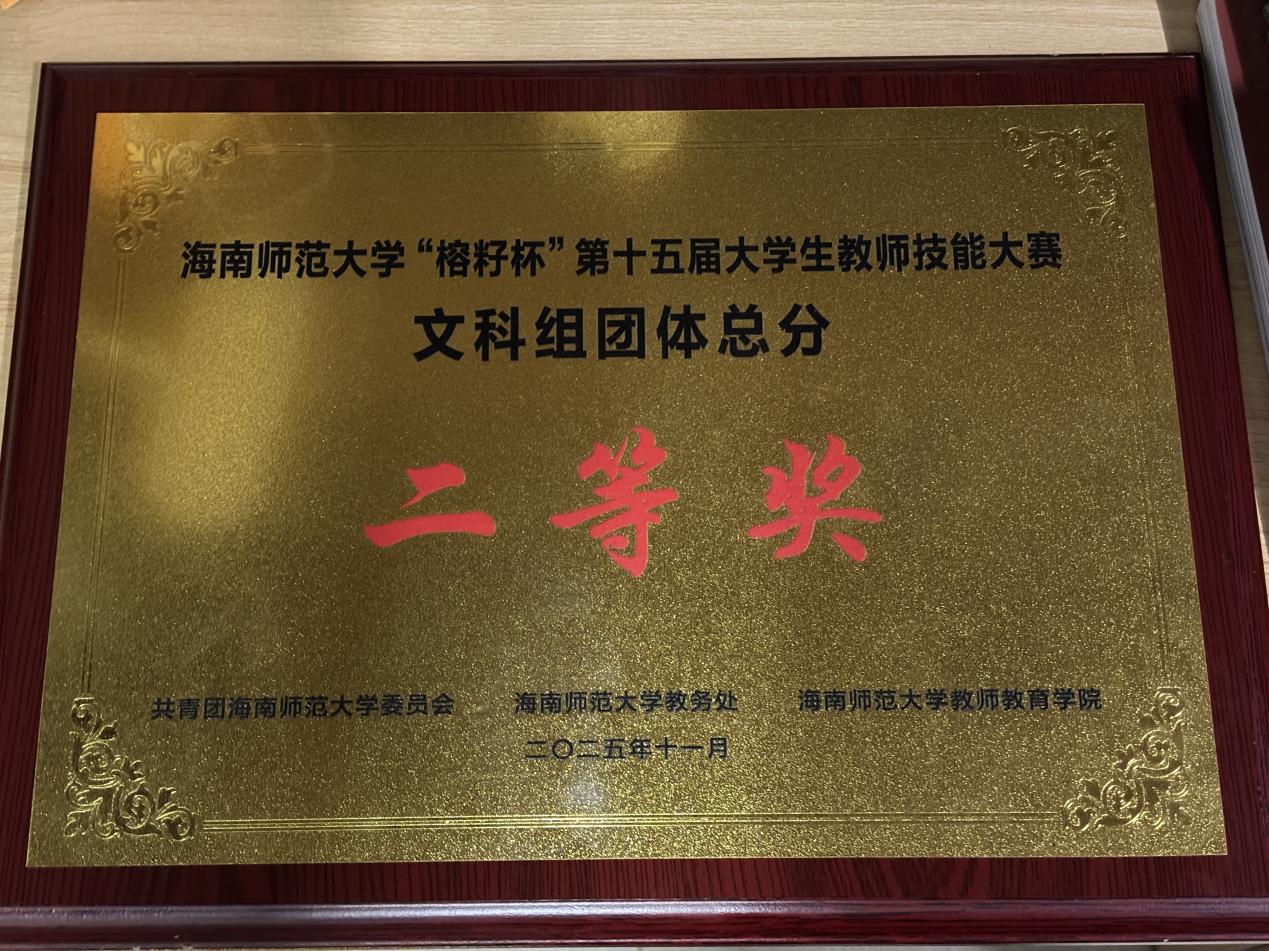 海南师范大学“榕籽杯”第十五届大学生教师技能大赛
文科组团体总分
二等奖
共青团海南师范大学委员会 海南师范大学教务处 海南师范大学教师教育学院
二〇二五年十一月